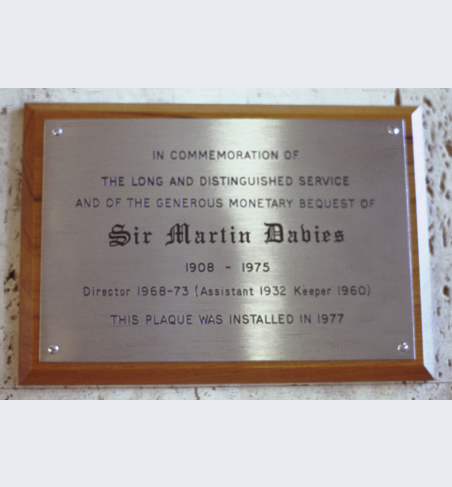 IN COMMEMORATION OF
THE LONG AND DISTINGUISHED SERVICE
AND OF THE GENEROUS MONETARY BEQUEST OF
Sir Martin Davies
1908 - 1975
Director 1968-73 (Assistant 1932 Keeper 1960)
THIS PLAQUE WAS INSTALLED IN 1977